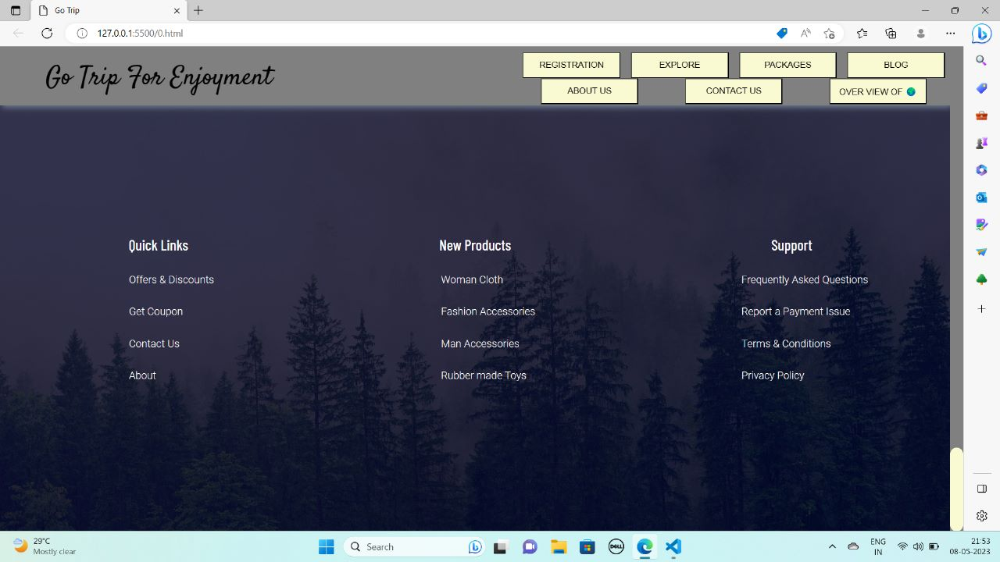 Go Trip
127.0.0.1:5500/0.html
Go Trip For Enjoyment
REGISTRATION
EXPLORE
PACKAGES
BLOG
ABOUT US
CONTACT US
OVER VIEW OF 🌍
Quick Links
Offers & Discounts
Get Coupon
Contact Us
About
New Products
Woman Cloth
Fashion Accessories
Man Accessories
Rubber made Toys
Support
Frequently Asked Questions
Report a Payment Issue
Terms & Conditions
Privacy Policy
29°C
Mostly clear
Search
DELL
ENG
IN
21:53
08-05-2023